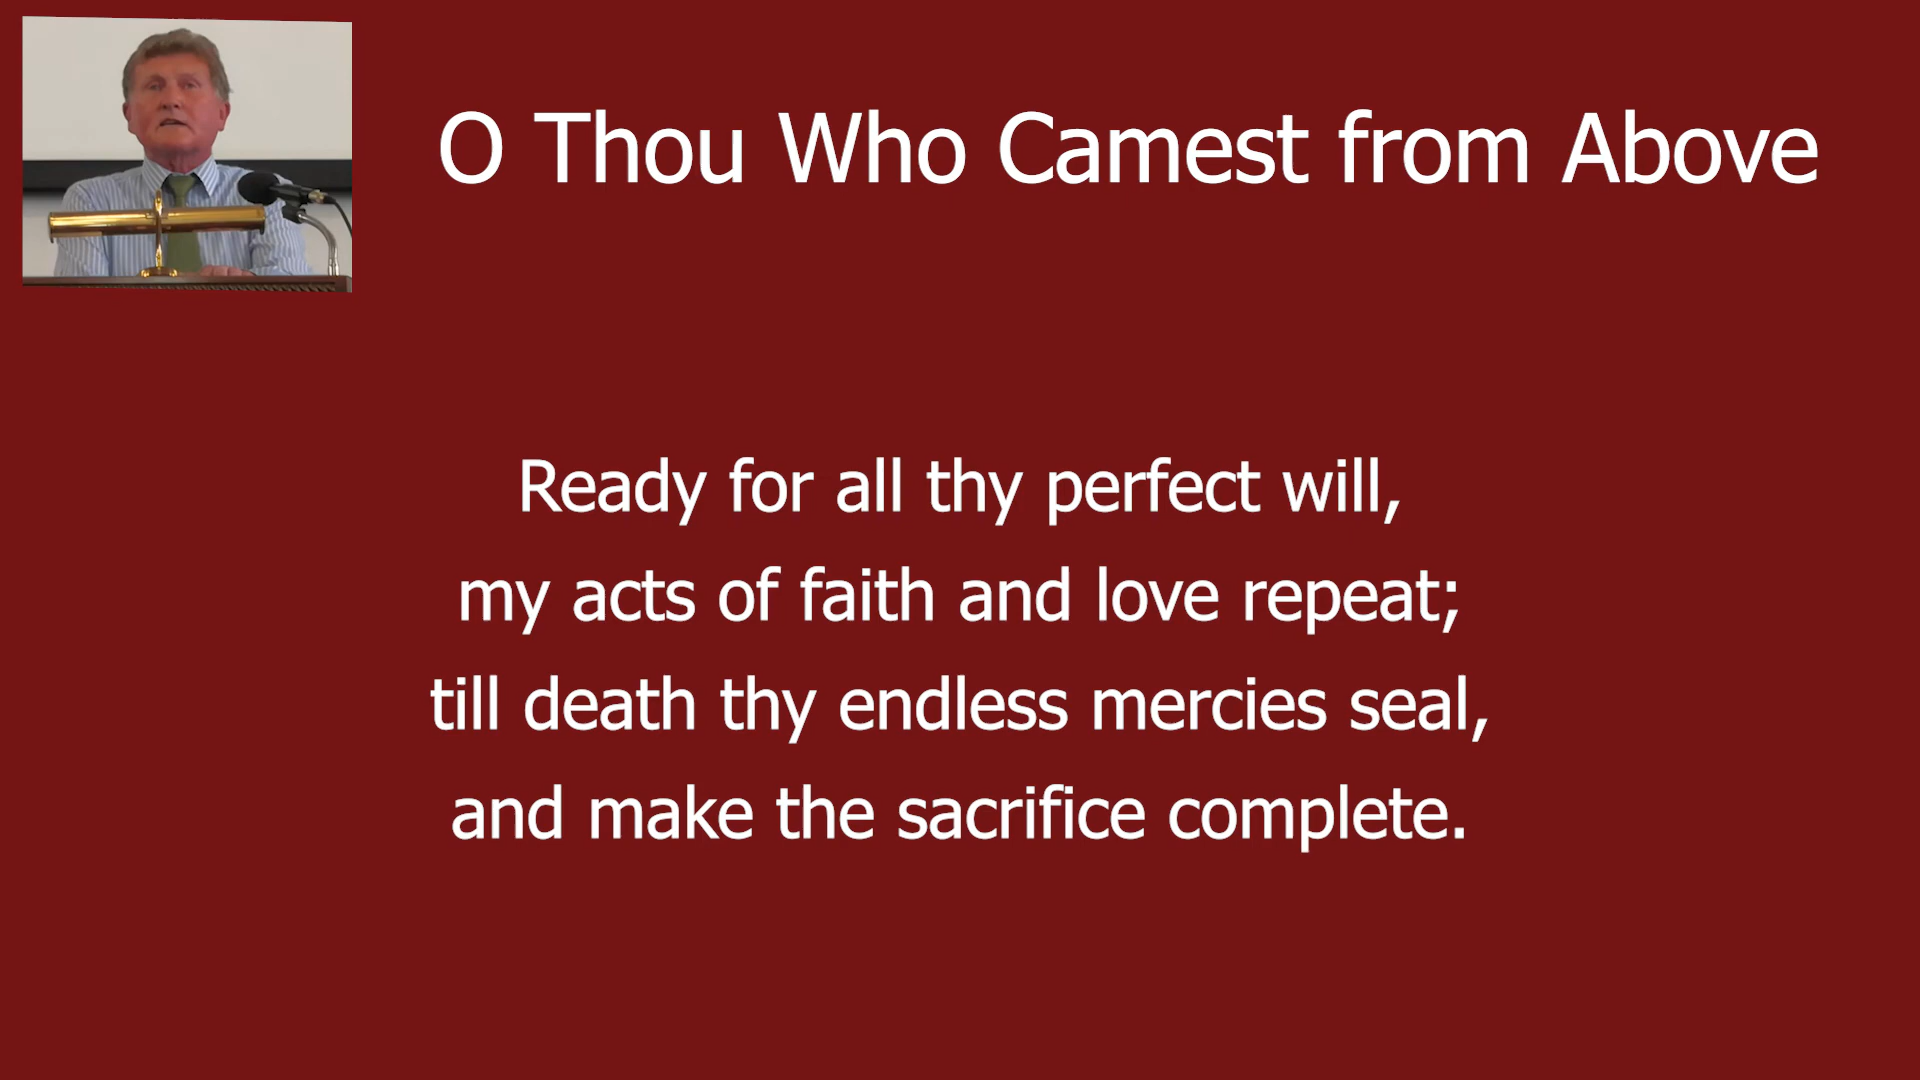 O Thou Who Camest from Above
Ready for all thy perfect will,
my acts of faith and love repeat;
till death thy endless mercies seal,
and make the sacrifice complete.